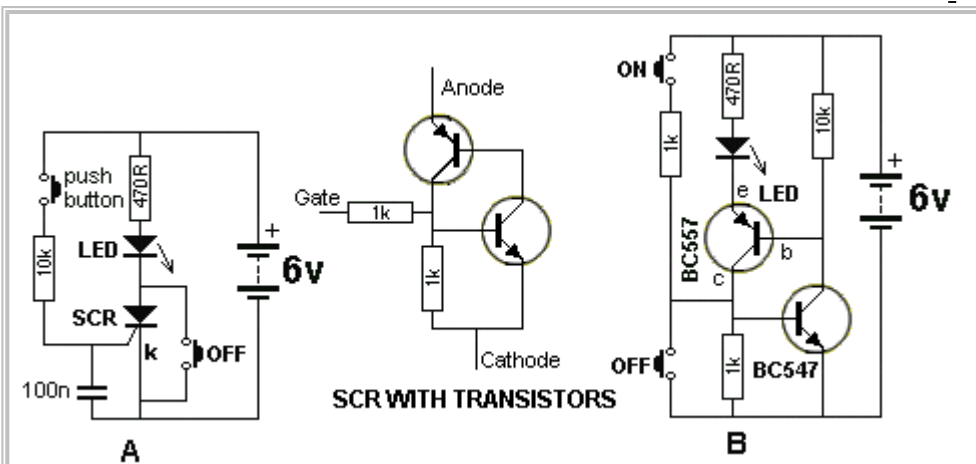 push
button
470R
10k
LED
SCR
k
OFF
100n
6v
+
A
Anode
Gate
1k
1k
Cathode
SCR WITH TRANSISTORS
ON
1k
470R
10k
LED
e
BC557
b
c
OFF
1k
BC547
+
6v
B